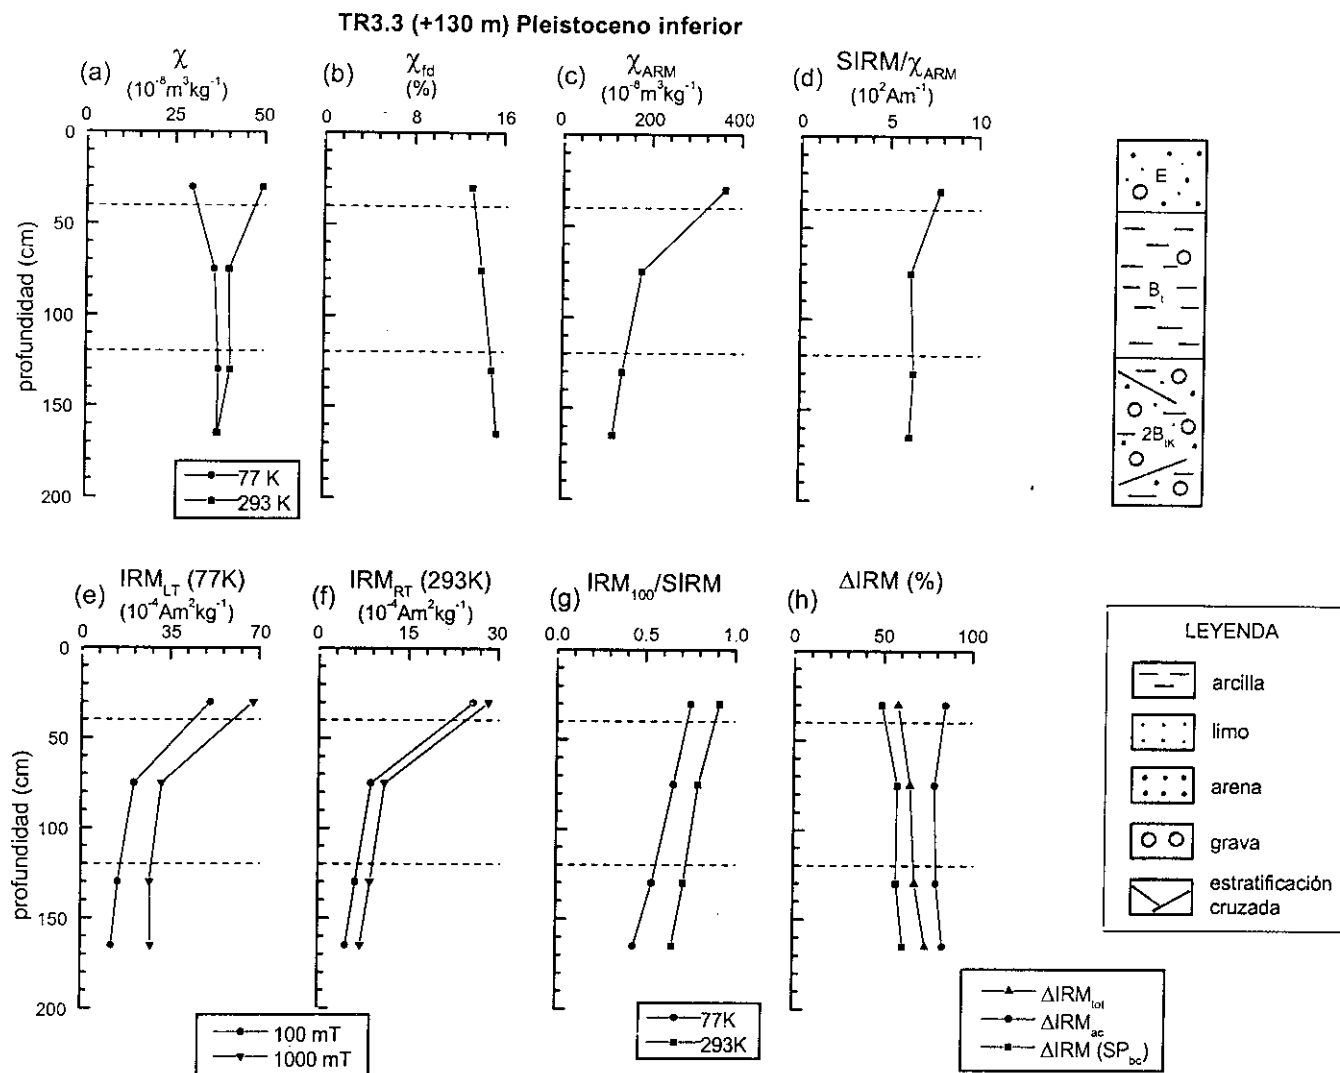 TR3.3 (+130 m) Pleistoceno inferior
(a) χ
(10⁻⁸m³kg⁻¹)
0 25 50
(b) χfd
(%)
0 8 16
(c) χARM
(10⁻⁸m³kg⁻¹)
0 200 400
(d) SIRM/χARM
(10²Am⁻¹)
0 5 10
profundidad (cm)
0
50
100
150
200
77 K
293 K
E
Bt
2BtK
(e) IRMLT (77K)
(10⁻⁴Am²kg⁻¹)
0 35 70
(f) IRMRT (293K)
(10⁻⁴Am²kg⁻¹)
0 15 30
(g) IRM100/SIRM
0.0 0.5 1.0
(h) ΔIRM (%)
0 50 100
profundidad (cm)
0
50
100
150
200
100 mT
1000 mT
77K
293K
ΔIRMtot
ΔIRMac
ΔIRM (SPbc)
LEYENDA
arcilla
limo
arena
grava
estratificación
cruzada